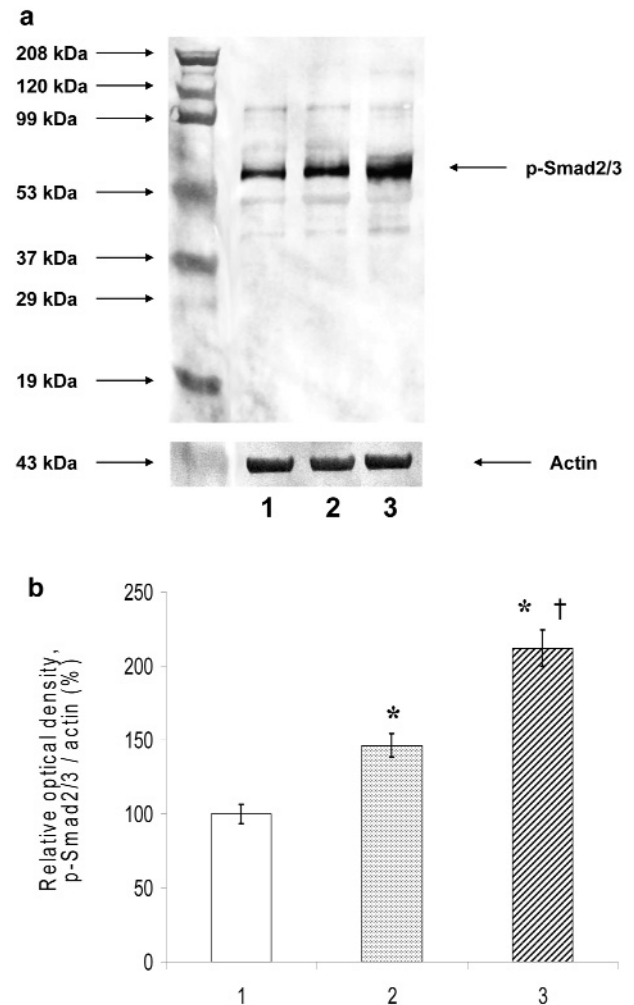 a
208 kDa
120 kDa
99 kDa
p-Smad2/3
53 kDa
37 kDa
29 kDa
19 kDa
43 kDa
Actin
1 2 3
b
Relative optical density,
p-Smad2/3 / actin (%)
250
200
150
100
50
0
*
* †
1 2 3